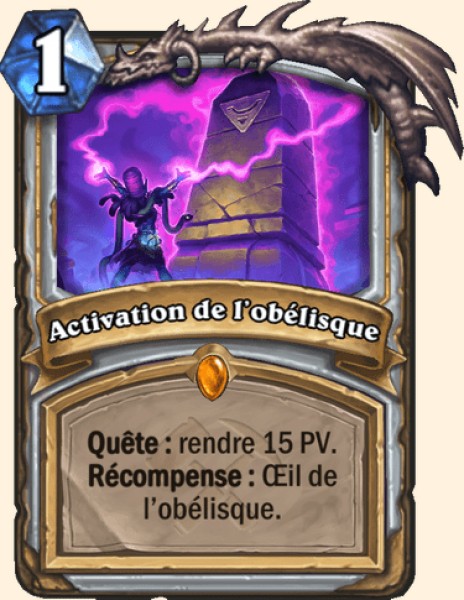 1
Activation de l'obélisque
Quête : rendre 15 PV.
Récompense : Œil de
l'obélisque.